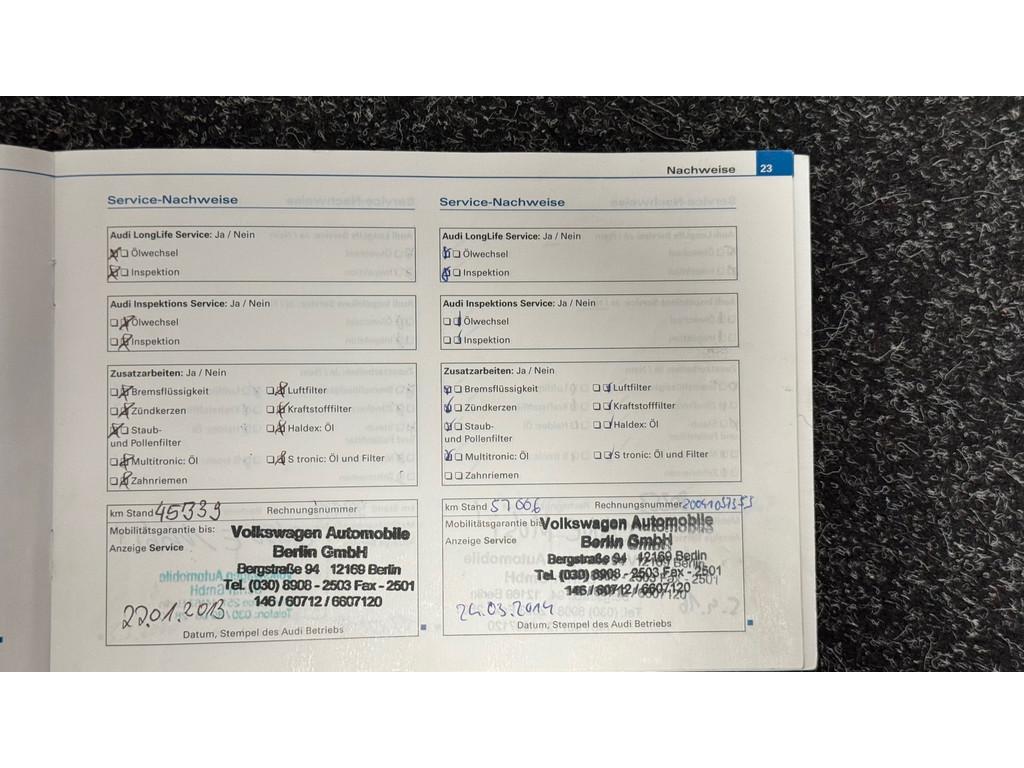 Nachweise 23
Service-Nachweise
Audi LongLife Service: Ja / Nein
Ölwechsel
Inspektion
Audi Inspektions Service: Ja / Nein
Ölwechsel
Inspektion
Zusatzarbeiten: Ja / Nein
Bremsflüssigkeit Luftfilter
Zündkerzen Kraftstofffilter
Staub- Haldex: Öl
und Pollenfilter
Multitronic: Öl S tronic: Öl und Filter
Zahnriemen
km Stand 45339 Rechnungsnummer
Mobilitätsgarantie bis:
Anzeige Service
Volkswagen Automobile
Berlin GmbH
Bergstraße 94 12169 Berlin
Tel. (030) 8908 - 2503 Fax - 2501
146 / 60712 / 6607120
22.01.2013
Datum, Stempel des Audi Betriebs
Service-Nachweise
Audi LongLife Service: Ja / Nein
Ölwechsel
Inspektion
Audi Inspektions Service: Ja / Nein
Ölwechsel
Inspektion
Zusatzarbeiten: Ja / Nein
Bremsflüssigkeit Luftfilter
Zündkerzen Kraftstofffilter
Staub- Haldex: Öl
und Pollenfilter
Multitronic: Öl S tronic: Öl und Filter
Zahnriemen
km Stand 57006 Rechnungsnummer
Mobilitätsgarantie bis
Anzeige Service
Volkswagen Automobile
Berlin GmbH
Bergstraße 94 12169 Berlin
Tel. (030) 8908 - 2503 Fax - 2501
146 / 60712 / 6607120
24.03.2014
Datum, Stempel des Audi Betriebs